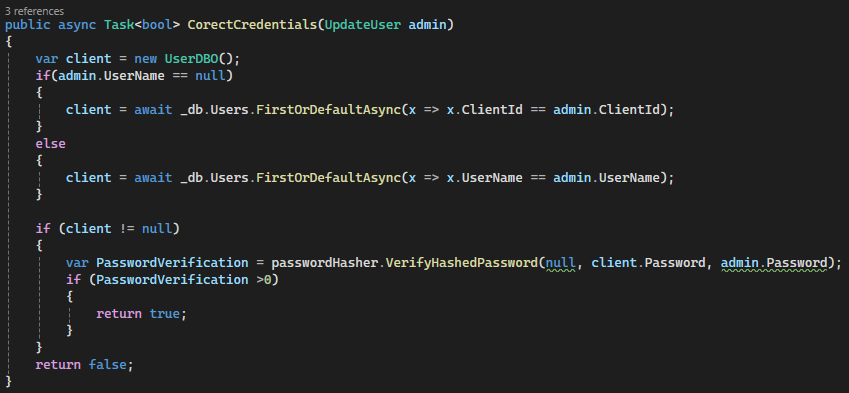 3 references
public async Task<bool> CorectCredentials(UpdateUser admin)
{
    var client = new UserDBO();
    if(admin.UserName == null)
    {
        client = await _db.Users.FirstOrDefaultAsync(x => x.ClientId == admin.ClientId);
    }
    else
    {
        client = await _db.Users.FirstOrDefaultAsync(x => x.UserName == admin.UserName);
    }

    if (client != null)
    {
        var PasswordVerification = passwordHasher.VerifyHashedPassword(null, client.Password, admin.Password);
        if (PasswordVerification >0)
        {
            return true;
        }
    }
    return false;
}